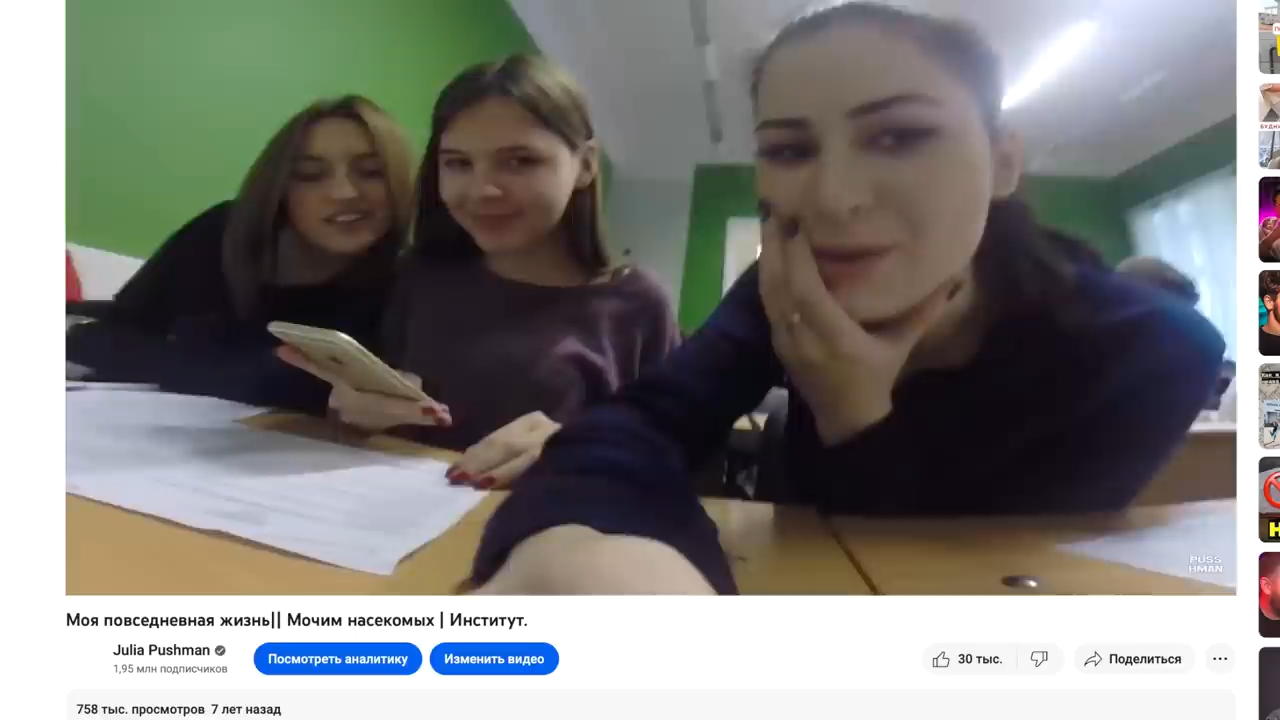 PUSS
HMAN
Моя повседневная жизнь|| Мочим насекомых | Институт.
Julia Pushman
1,95 млн подписчиков
Посмотреть аналитику
Изменить видео
30 тыс.
Поделиться
758 тыс. просмотров 7 лет назад